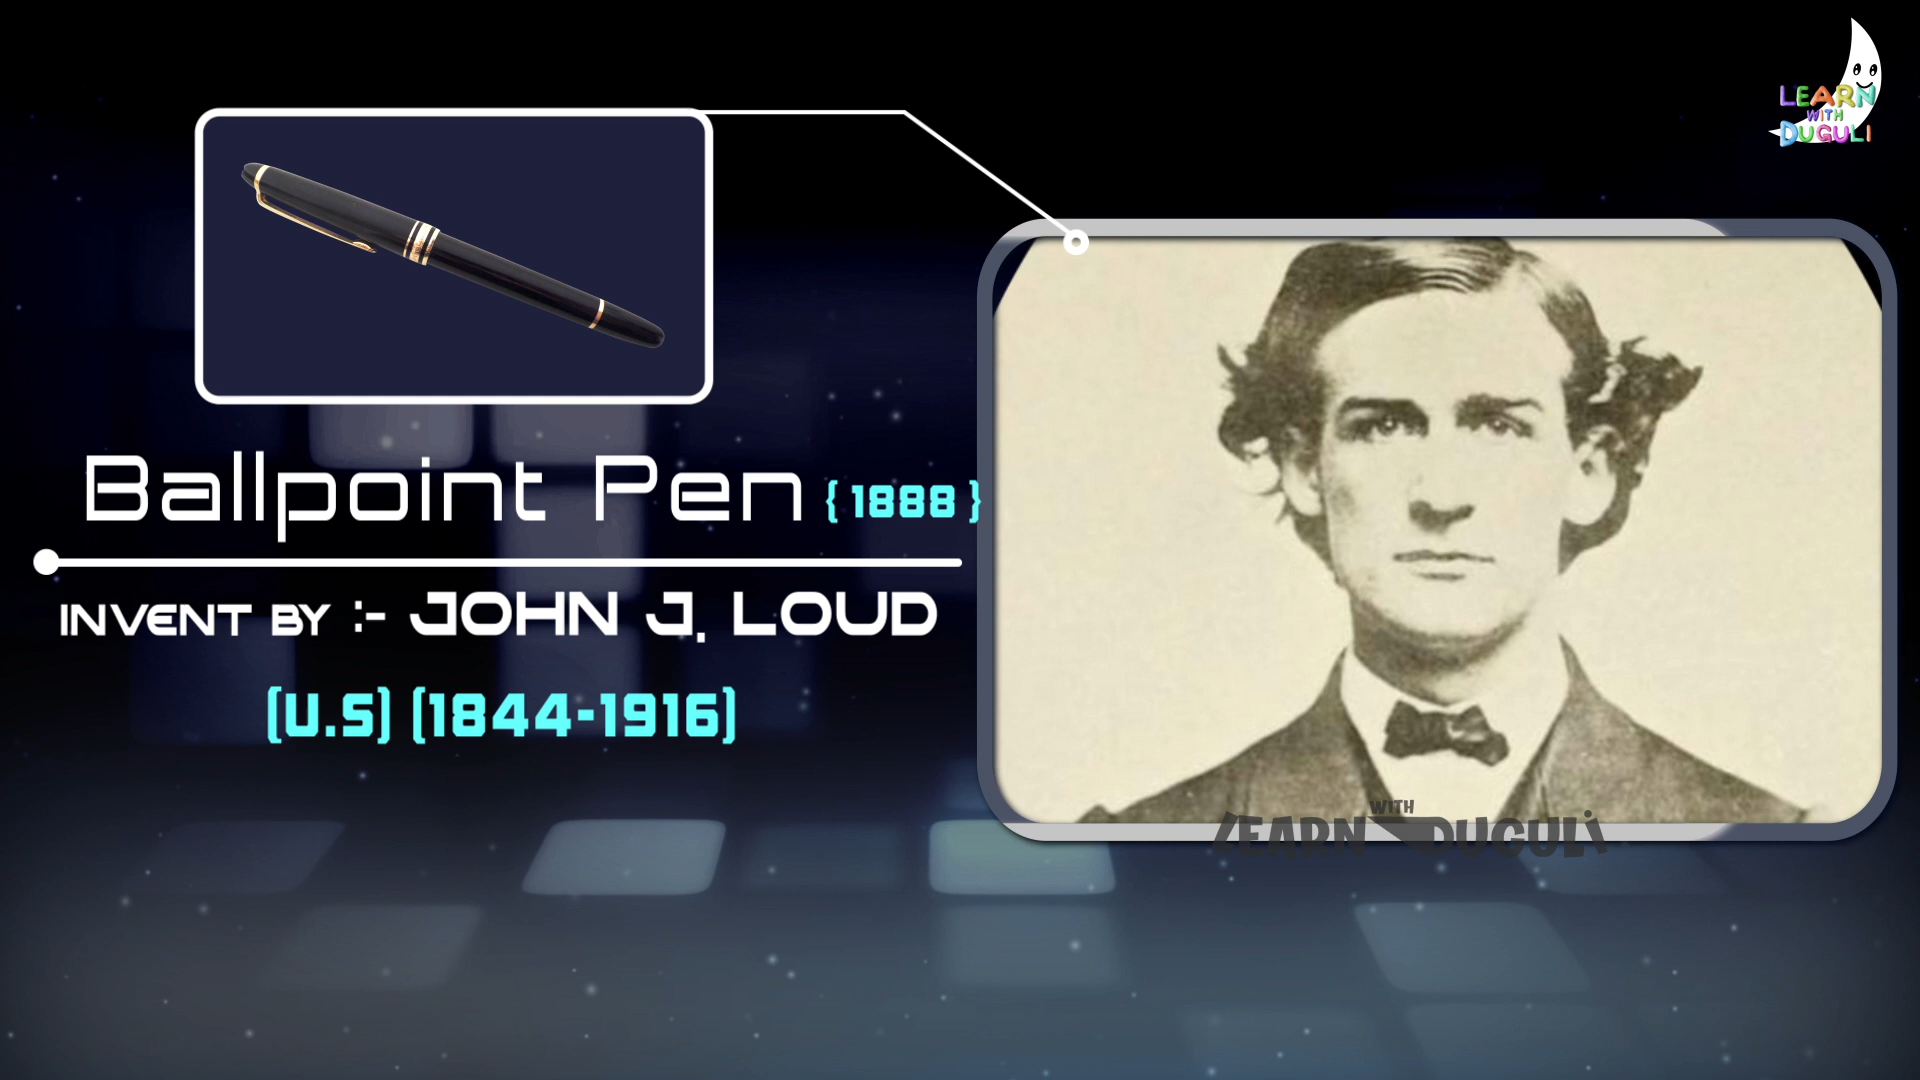 LEARN
WITH
DUGULI
Ballpoint Pen { 1888 }
INVENT BY :- JOHN J. LOUD
(U.S) (1844-1916)
LEARN WITH DUGULI